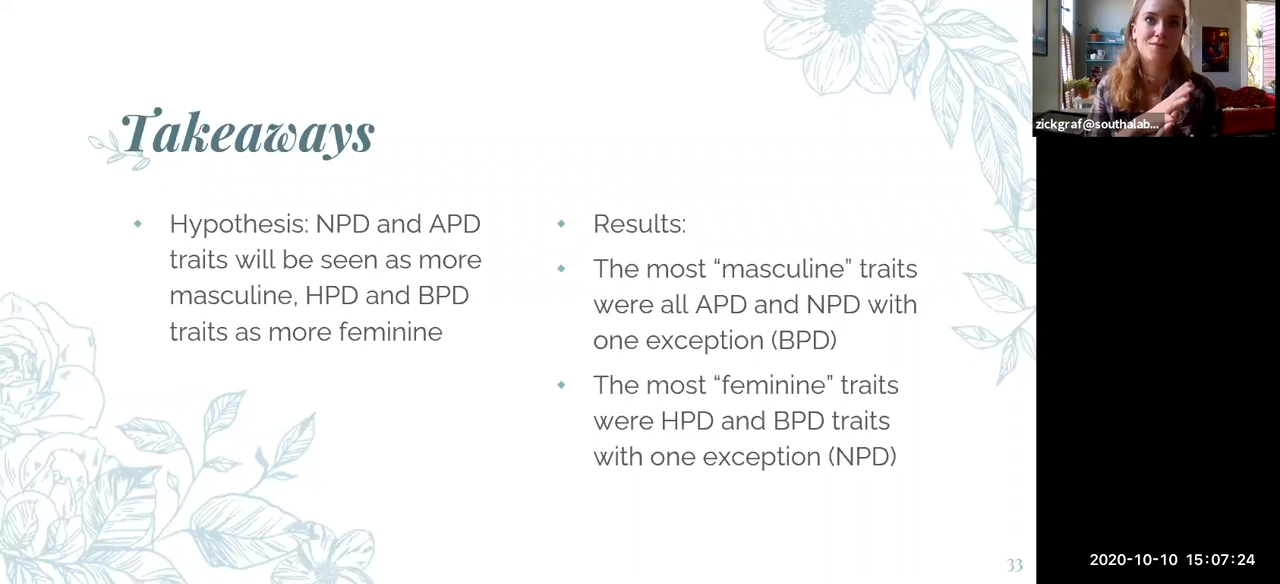 Takeaways
Hypothesis: NPD and APD
traits will be seen as more
masculine, HPD and BPD
traits as more feminine
Results:
The most “masculine” traits
were all APD and NPD with
one exception (BPD)
The most “feminine” traits
were HPD and BPD traits
with one exception (NPD)
33
zickgraf@southalab...
2020-10-10 15:07:24